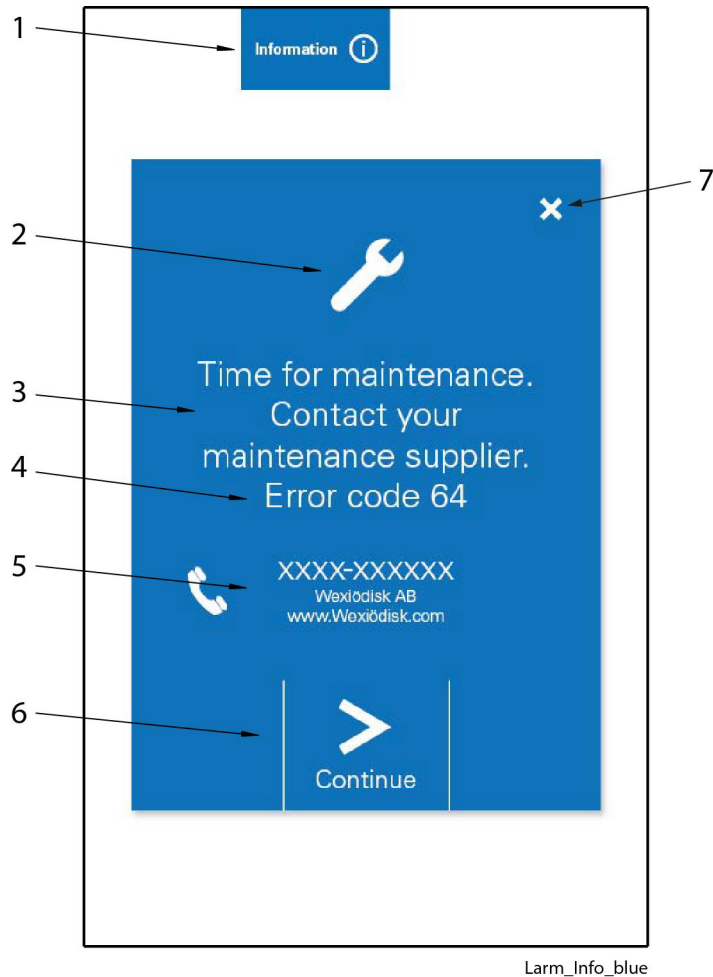 1
Information i
7
2
Time for maintenance.
3
Contact your
maintenance supplier.
4
Error code 64
5
XXXX-XXXXXX
Wexiödisk AB
www.Wexiödisk.com
6
Continue
Larm_Info_blue